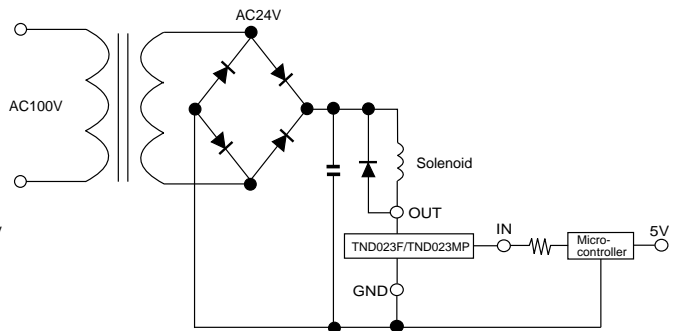 AC24V
AC100V
Solenoid
OUT
TND023F/TND023MP
IN
Micro-
controller
5V
GND